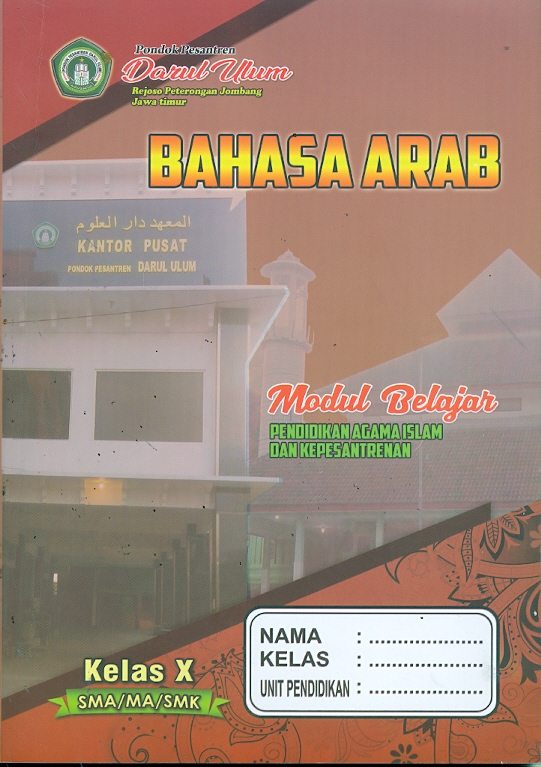 Pondok Pesantren
Darul Ulum
Rejoso Peterongan Jombang
Jawa timur
BAHASA ARAB
المعهد دار العلوم
KANTOR PUSAT
PONDOK PESANTREN DARUL ULUM
Modul Belajar
PENDIDIKAN AGAMA ISLAM
DAN KEPESANTRENAN
NAMA : ....................
KELAS : ....................
UNIT PENDIDIKAN : ....................
Kelas X
SMA/MA/SMK